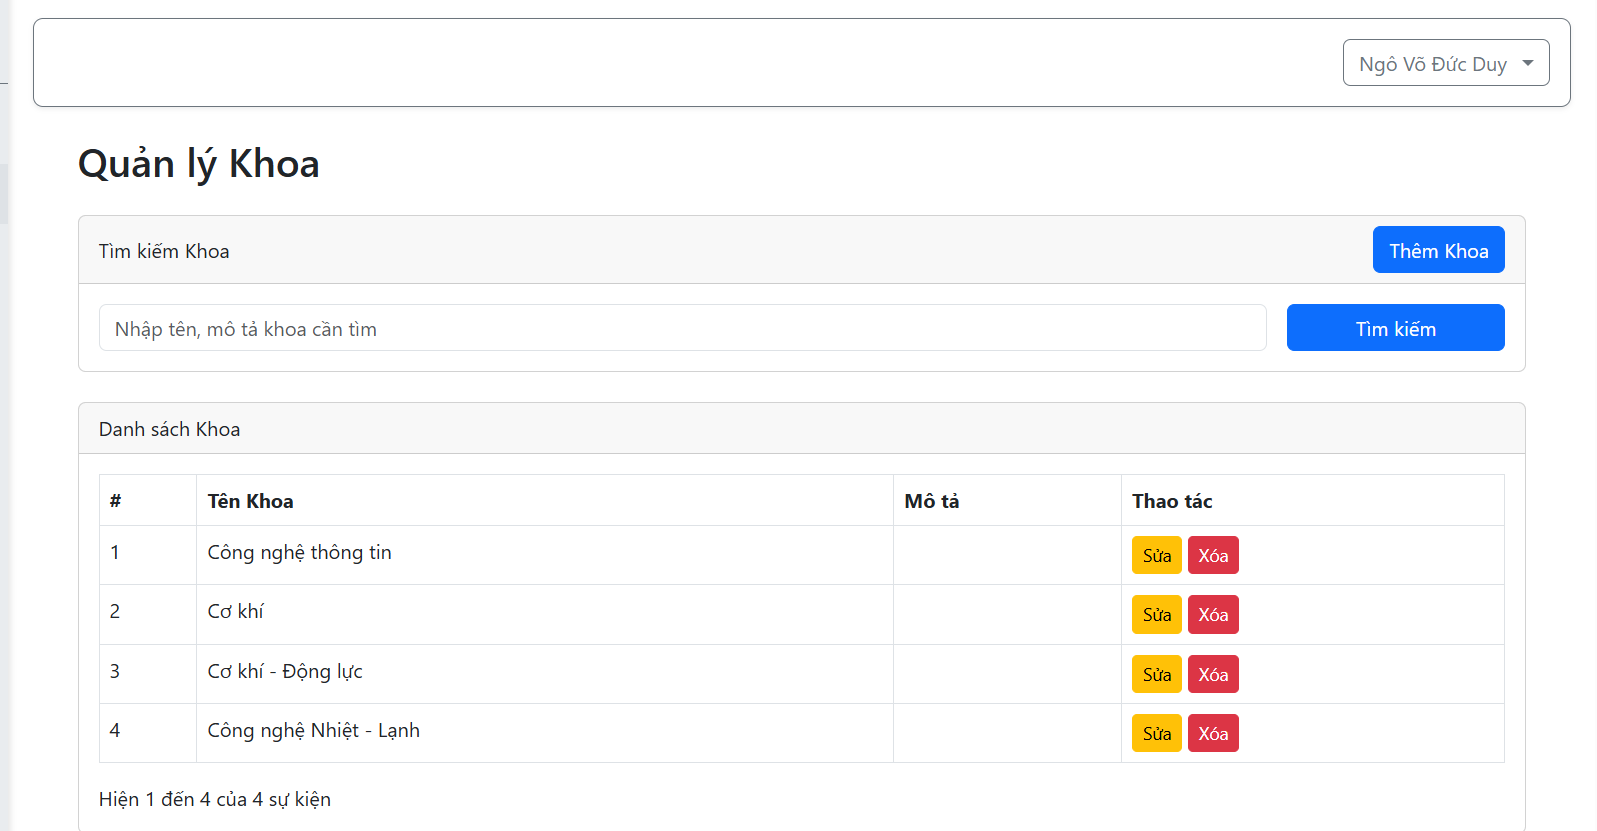 Ngô Võ Đức Duy
Quản lý Khoa
Tìm kiếm Khoa Thêm Khoa
Nhập tên, mô tả khoa cần tìm Tìm kiếm
Danh sách Khoa
# Tên Khoa Mô tả Thao tác
1 Công nghệ thông tin Sửa Xóa
2 Cơ khí Sửa Xóa
3 Cơ khí - Động lực Sửa Xóa
4 Công nghệ Nhiệt - Lạnh Sửa Xóa
Hiện 1 đến 4 của 4 sự kiện